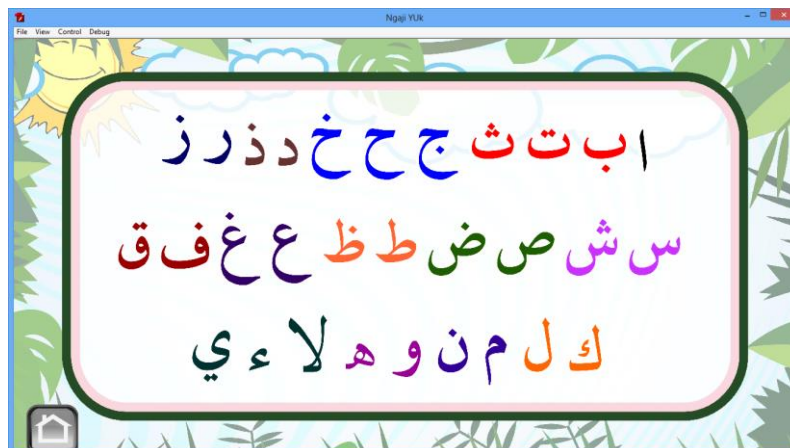 Ngaji YUk
File View Control Debug
ا ب ت ث ج ح خ د ذ ر ز
س ش ص ض ط ظ ع غ ف ق
ك ل م ن و ه لا ء ي